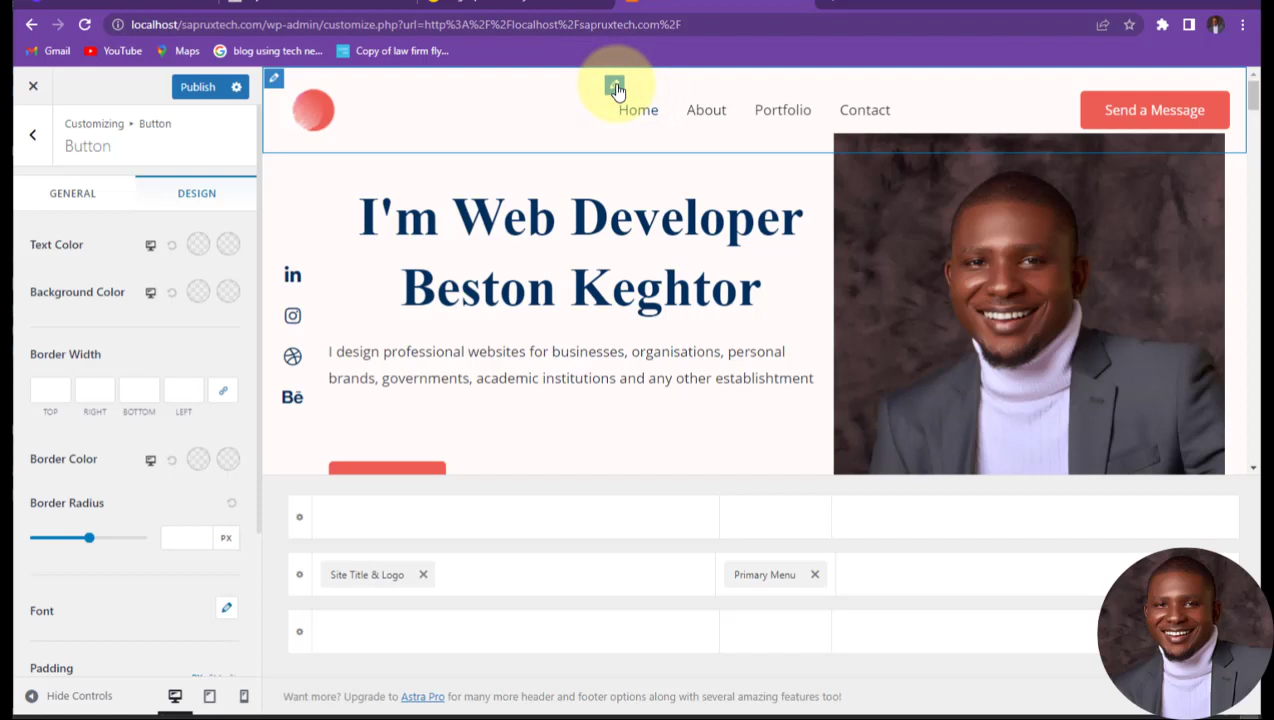 localhost/sapruxtech.com/wp-admin/customize.php?url=http%3A%2F%2Flocalhost%2Fsapruxtech.com%2F
Gmail YouTube Maps blog using tech ne... Copy of law firm fly...
Publish
Customizing ▸ Button
Button
GENERAL DESIGN
Text Color
Background Color
Border Width
TOP RIGHT BOTTOM LEFT
Border Color
Border Radius
PX
Font
Padding
Hide Controls
Home About Portfolio Contact Send a Message
I'm Web Developer
Beston Keghtor
in
Bē
I design professional websites for businesses, organisations, personal
brands, governments, academic institutions and any other establishtment
Site Title & Logo Primary Menu
Want more? Upgrade to Astra Pro for many more header and footer options along with several amazing features too!